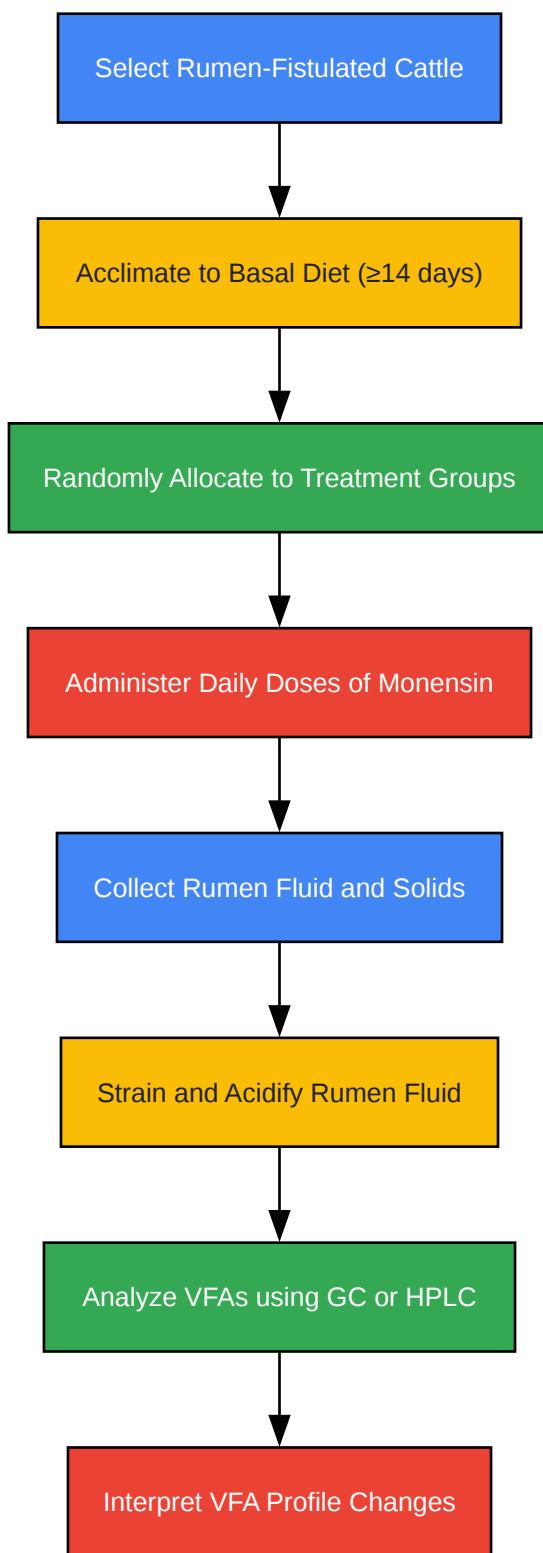 Select Rumen-Fistulated Cattle
Acclimate to Basal Diet (≥14 days)
Randomly Allocate to Treatment Groups
Administer Daily Doses of Monensin
Collect Rumen Fluid and Solids
Strain and Acidify Rumen Fluid
Analyze VFAs using GC or HPLC
Interpret VFA Profile Changes